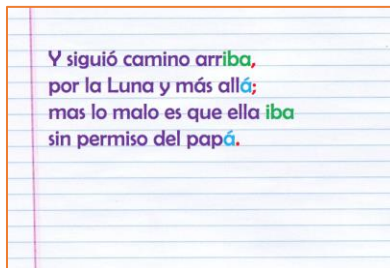 Y siguió camino arriba,
por la Luna y más allá;
mas lo malo es que ella iba
sin permiso del papá.